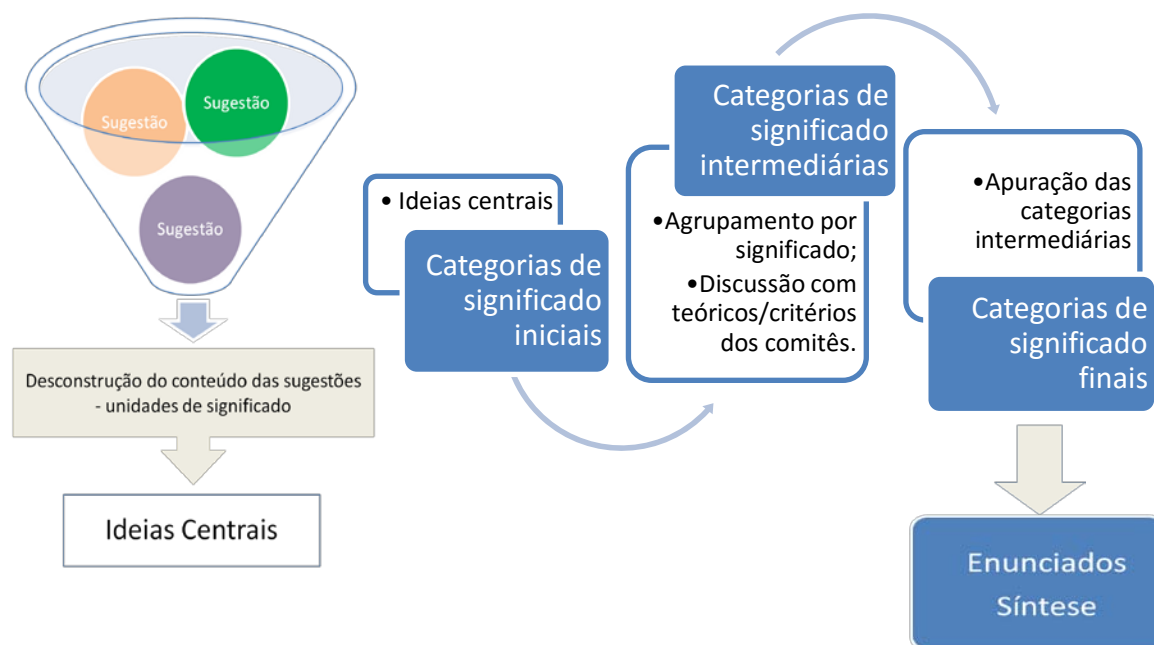 Sugestão
Sugestão
Sugestão
Desconstrução do conteúdo das sugestões
- unidades de significado
Ideias Centrais
• Ideias centrais
Categorias de
significado
iniciais
Categorias de
significado
intermediárias
•Agrupamento por
significado;
•Discussão com
teóricos/critérios
dos comitês.
•Apuração das
categorias
intermediárias
Categorias de
significado
finais
Enunciados
Síntese